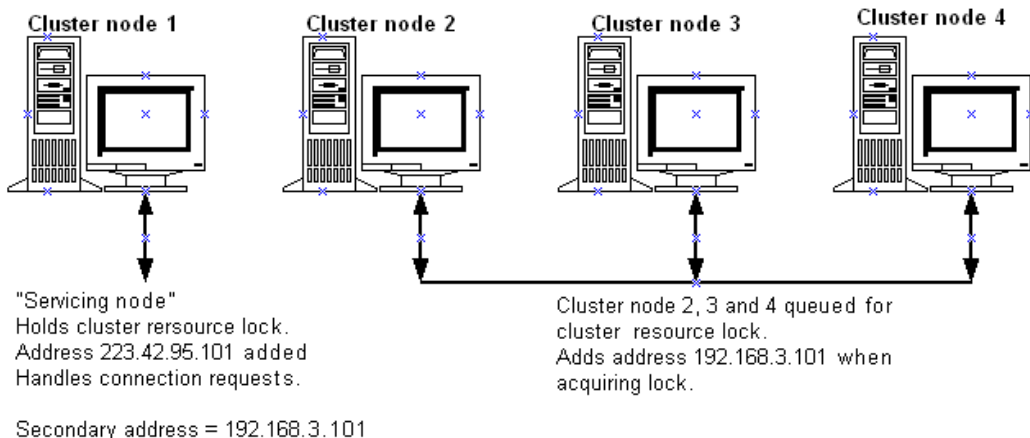 Cluster node 1
Cluster node 2
Cluster node 3
Cluster node 4
"Servicing node"
Holds cluster rersource lock.
Address 223.42.95.101 added
Handles connection requests.
Secondary address = 192.168.3.101
Cluster node 2, 3 and 4 queued for
cluster resource lock.
Adds address 192.168.3.101 when
acquiring lock.